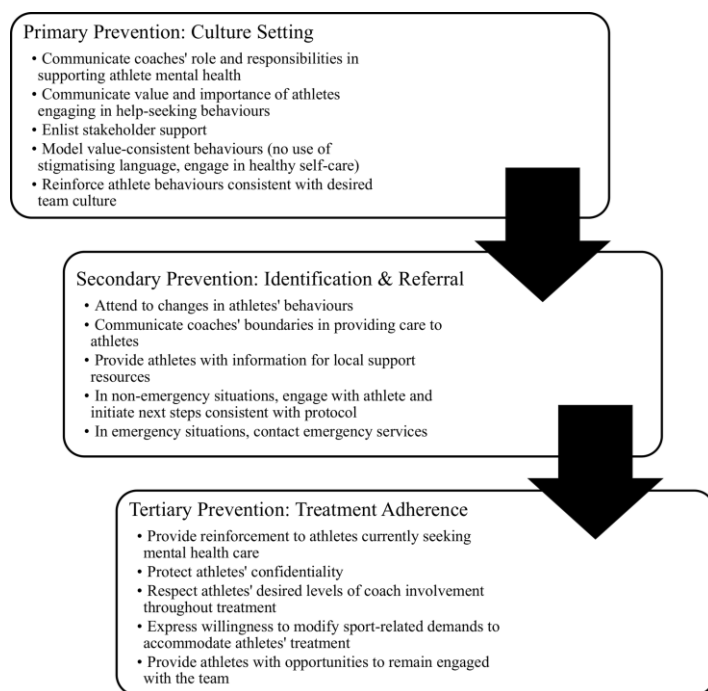 Primary Prevention: Culture Setting
• Communicate coaches' role and responsibilities in
supporting athlete mental health
• Communicate value and importance of athletes
engaging in help-seeking behaviours
• Enlist stakeholder support
• Model value-consistent behaviours (no use of
stigmatising language, engage in healthy self-care)
• Reinforce athlete behaviours consistent with desired
team culture
Secondary Prevention: Identification & Referral
• Attend to changes in athletes' behaviours
• Communicate coaches' boundaries in providing care to
athletes
• Provide athletes with information for local support
resources
• In non-emergency situations, engage with athlete and
initiate next steps consistent with protocol
• In emergency situations, contact emergency services
Tertiary Prevention: Treatment Adherence
• Provide reinforcement to athletes currently seeking
mental health care
• Protect athletes' confidentiality
• Respect athletes' desired levels of coach involvement
throughout treatment
• Express willingness to modify sport-related demands to
accommodate athletes' treatment
• Provide athletes with opportunities to remain engaged
with the team